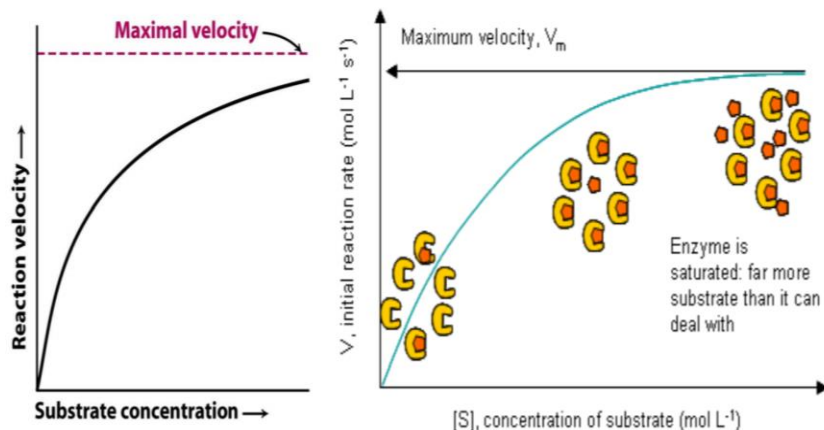 Maximal velocity
Reaction velocity →
Substrate concentration →
Maximum velocity, Vₘ
V, initial reaction rate (mol L⁻¹ s⁻¹)
Enzyme is
saturated: far more
substrate than it can
deal with
[S], concentration of substrate (mol L⁻¹)